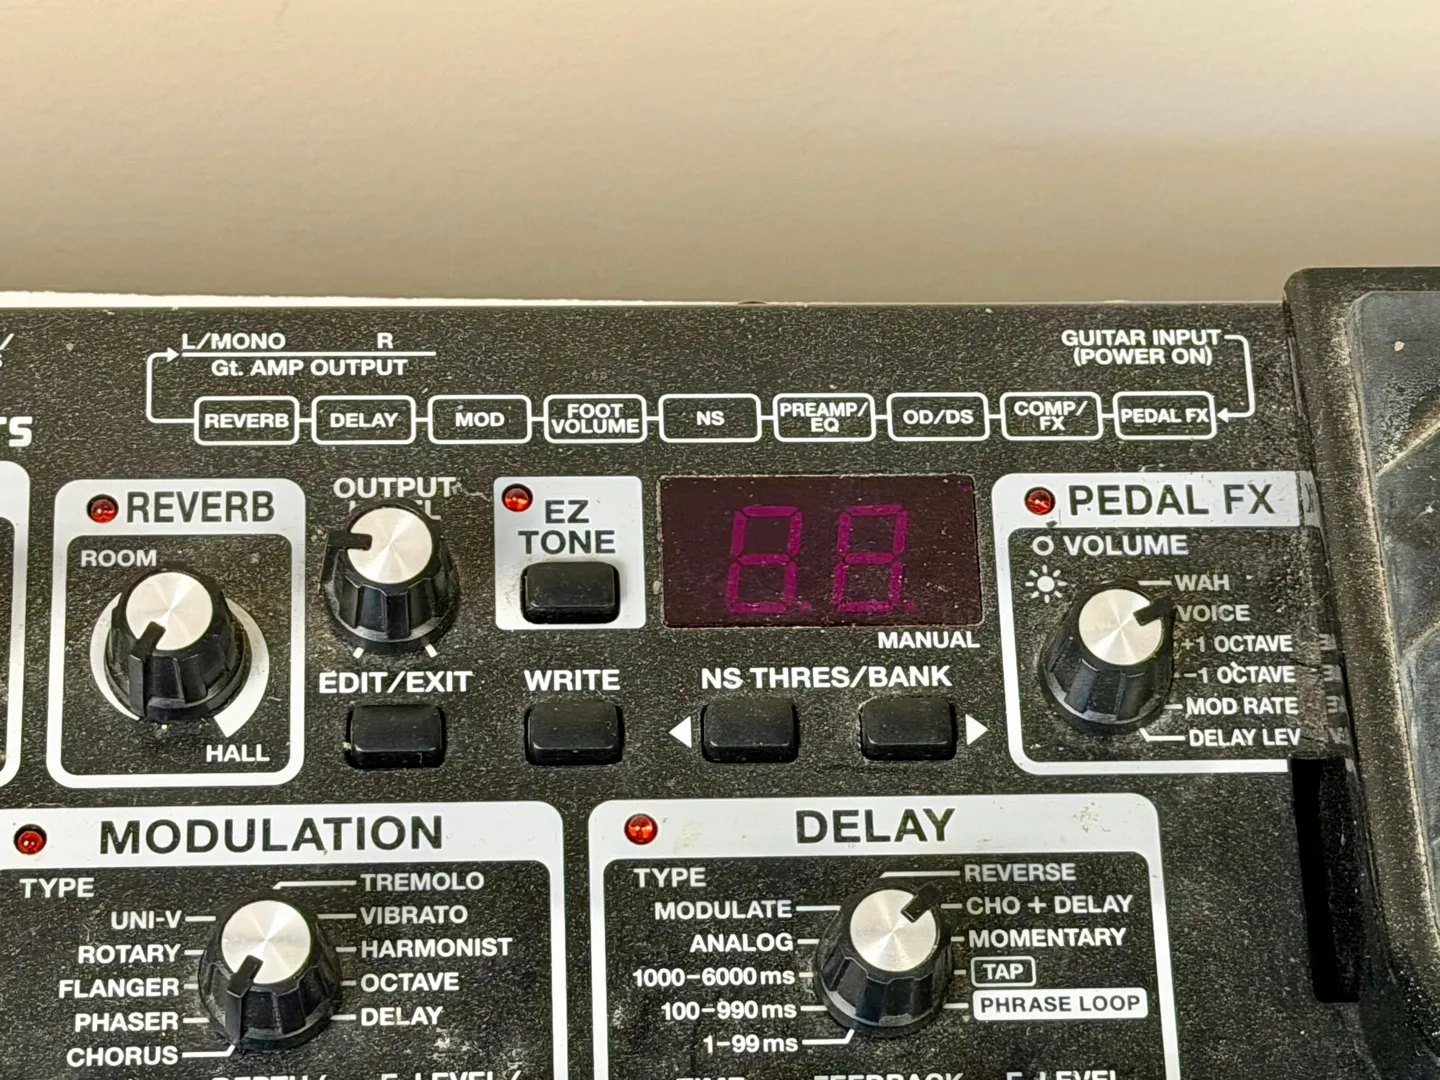 L/MONO R
Gt. AMP OUTPUT
GUITAR INPUT
(POWER ON)
REVERB
DELAY
MOD
FOOT
VOLUME
NS
PREAMP/
EQ
OD/DS
COMP/
FX
PEDAL FX
REVERB
ROOM
HALL
OUTPUT
EZ
TONE
MANUAL
EDIT/EXIT
WRITE
NS THRES/BANK
PEDAL FX
VOLUME
WAH
VOICE
+1 OCTAVE
-1 OCTAVE
MOD RATE
DELAY LEV
MODULATION
TYPE
UNI-V
ROTARY
FLANGER
PHASER
CHORUS
TREMOLO
VIBRATO
HARMONIST
OCTAVE
DELAY
DELAY
TYPE
MODULATE
ANALOG
1000-6000 ms
100-990 ms
1-99 ms
REVERSE
CHO + DELAY
MOMENTARY
TAP
PHRASE LOOP